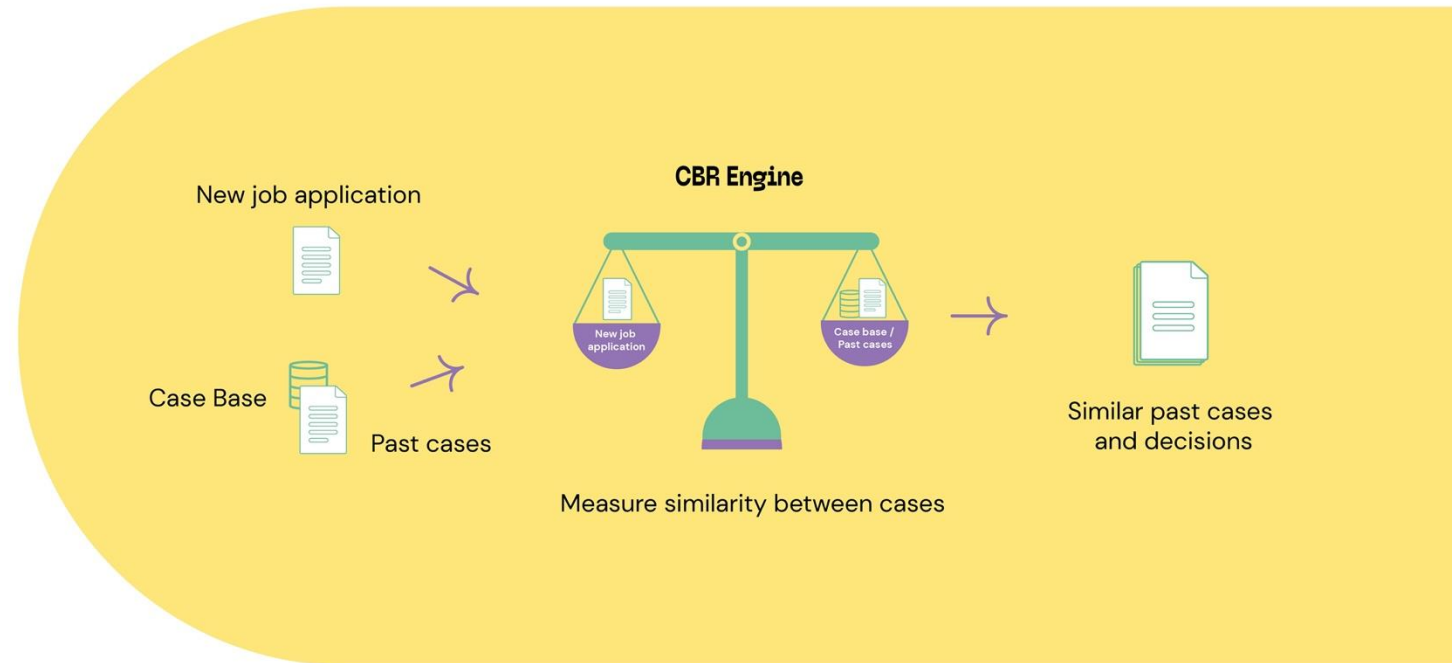 New job application
Case Base
Past cases
CBR Engine
New job
application
Case base /
Past cases
Measure similarity between cases
Similar past cases
and decisions